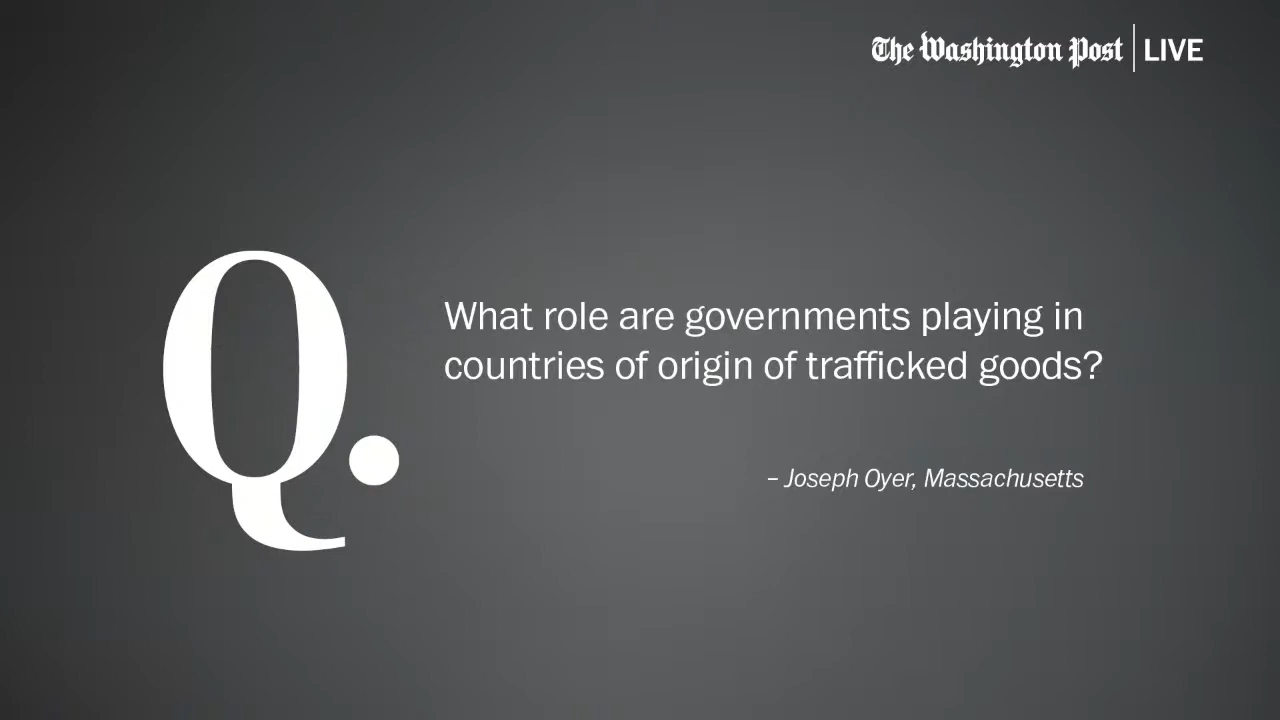 The Washington Post | LIVE
Q.
What role are governments playing in
countries of origin of trafficked goods?
– Joseph Oyer, Massachusetts